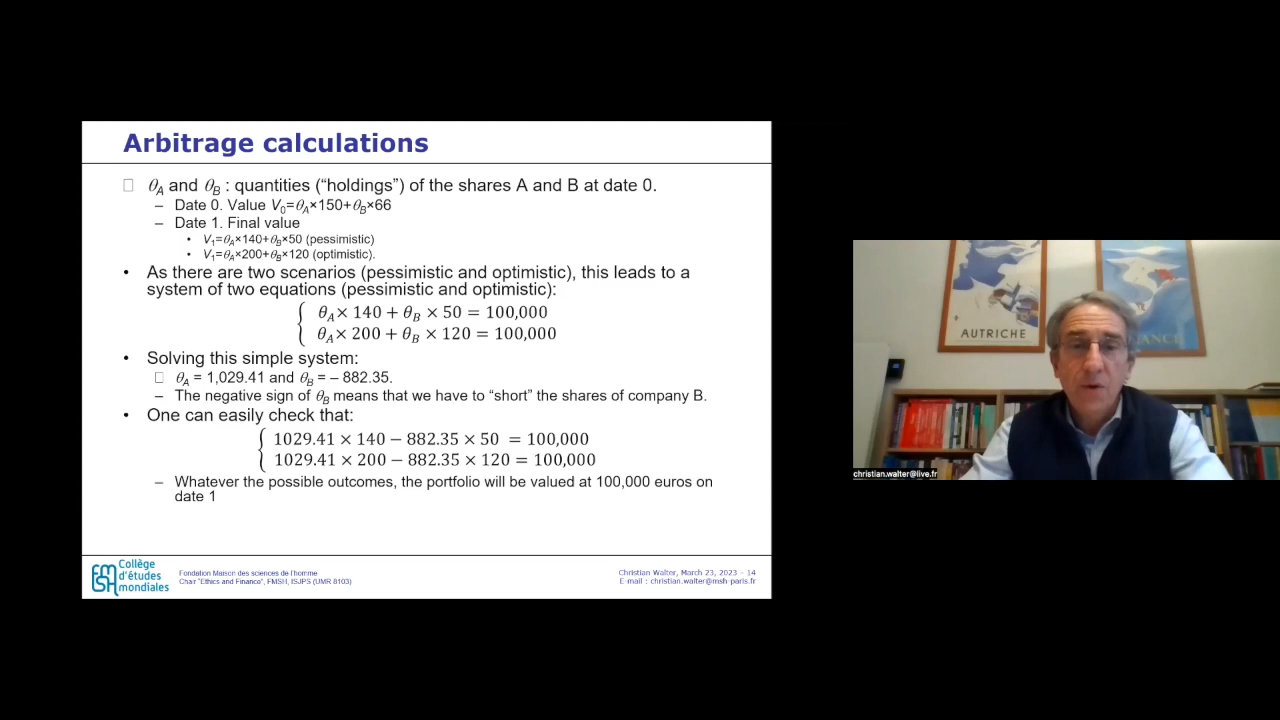 Arbitrage calculations
□ θA and θB : quantities (“holdings”) of the shares A and B at date 0.
– Date 0. Value V0=θA×150+θB×66
– Date 1. Final value
• V1=θA×140+θB×50 (pessimistic)
• V1=θA×200+θB×120 (optimistic).
• As there are two scenarios (pessimistic and optimistic), this leads to a
system of two equations (pessimistic and optimistic):
θA× 140 + θB × 50 = 100,000
θA× 200 + θB × 120 = 100,000
• Solving this simple system:
□ θA = 1,029.41 and θB = – 882.35.
– The negative sign of θB means that we have to “short” the shares of company B.
• One can easily check that:
1029.41 × 140 − 882.35 × 50 = 100,000
1029.41 × 200 − 882.35 × 120 = 100,000
– Whatever the possible outcomes, the portfolio will be valued at 100,000 euros on
date 1
FMSH
Collège
d'études
mondiales
Fondation Maison des sciences de l'homme
Chair “Ethics and Finance”, FMSH, ISJPS (UMR 8103)
Christian Walter, March 23, 2023 – 14
E-mail : christian.walter@msh-paris.fr
AUTRICHE
christian.walter@live.fr